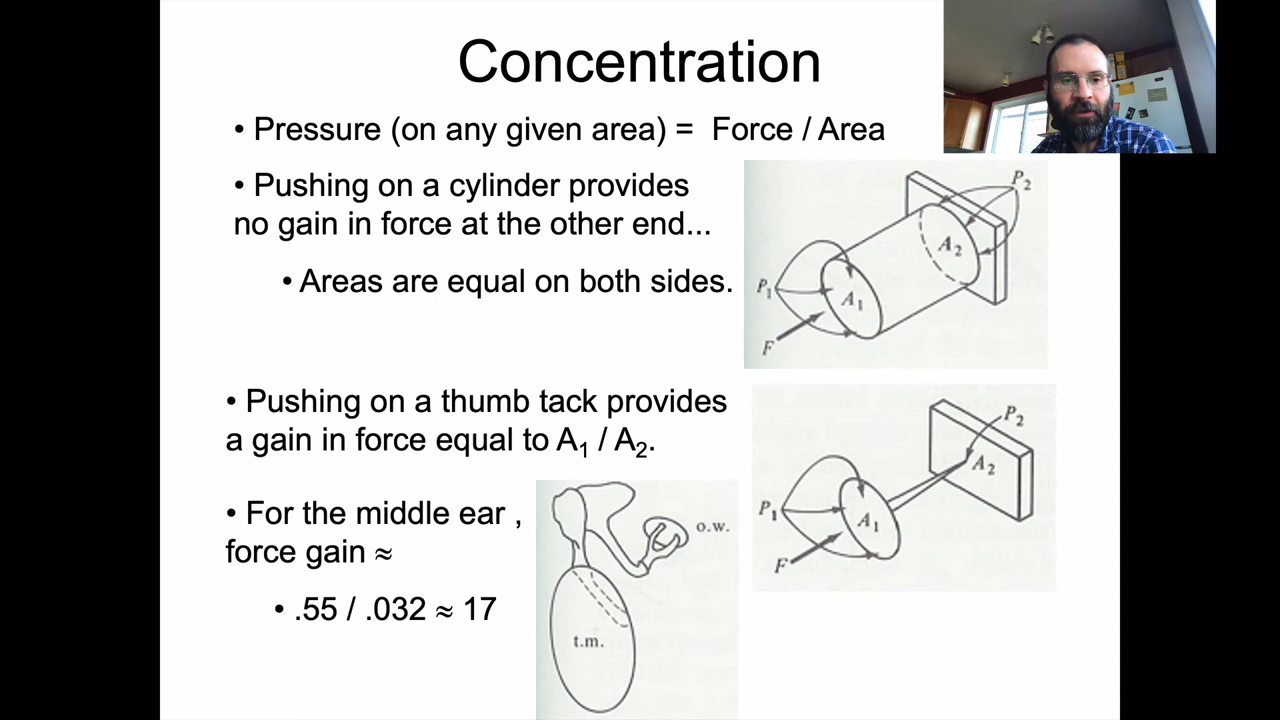 Concentration
• Pressure (on any given area) = Force / Area
• Pushing on a cylinder provides
no gain in force at the other end...
• Areas are equal on both sides.
P2
A2
P1
A1
F
• Pushing on a thumb tack provides
a gain in force equal to A1 / A2.
P2
A2
P1
A1
F
• For the middle ear ,
force gain ≈
• .55 / .032 ≈ 17
o.w.
t.m.